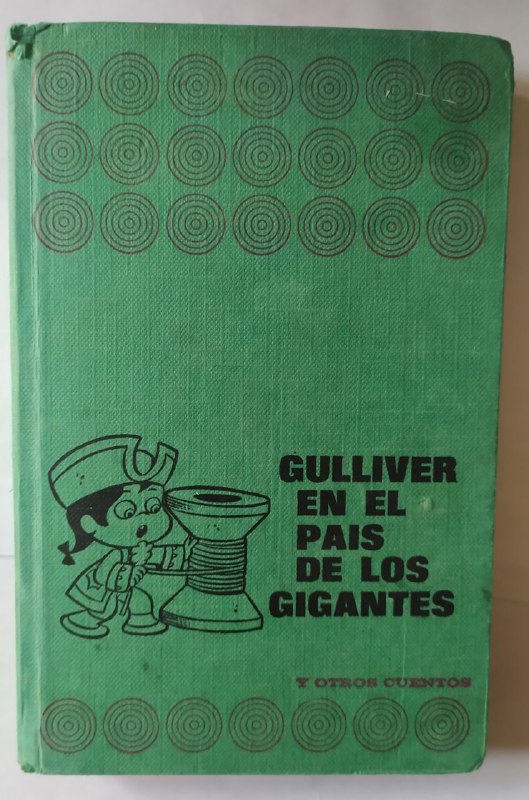 GULLIVER
EN EL
PAIS
DE LOS
GIGANTES
Y OTROS CUENTOS